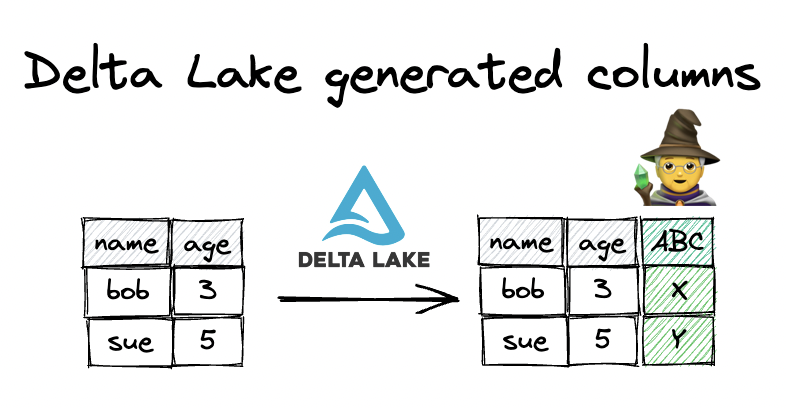 Delta Lake generated columns
DELTA LAKE
name age
bob 3
sue 5
name age ABC
bob 3 X
sue 5 Y